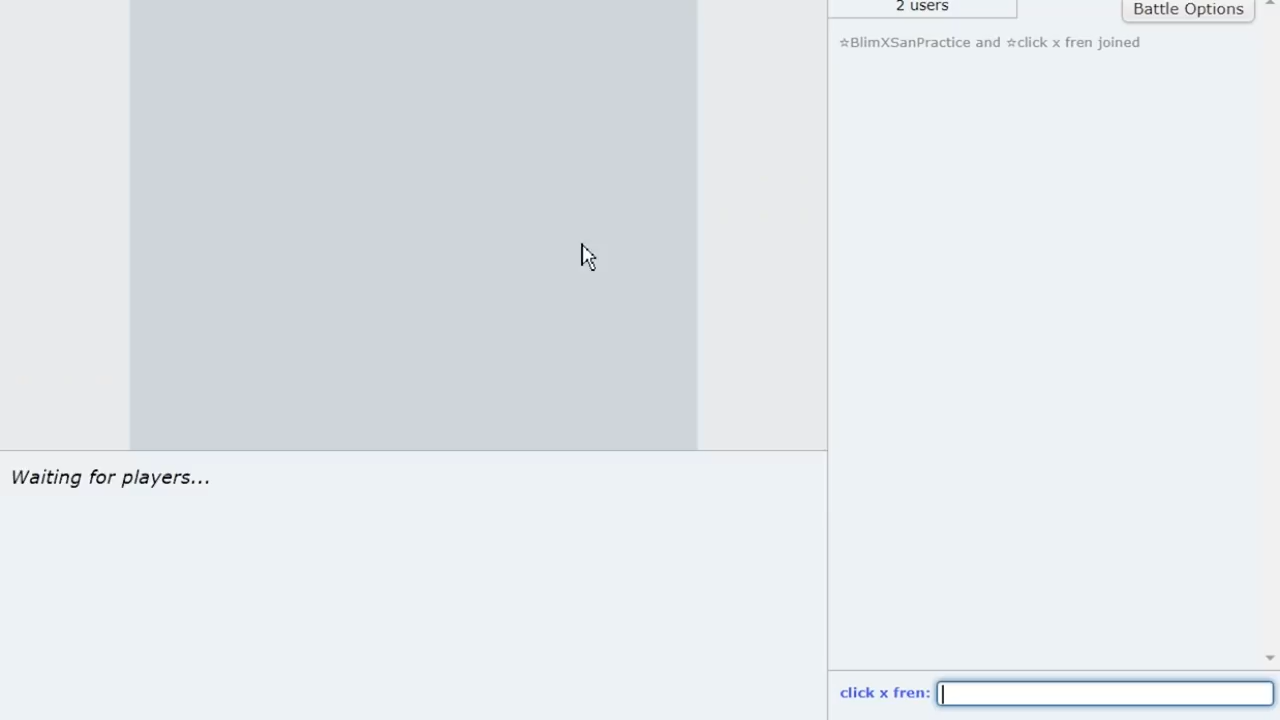 2 users
Battle Options
☆BlimXSanPractice and ☆click x fren joined
Waiting for players...
click x fren: